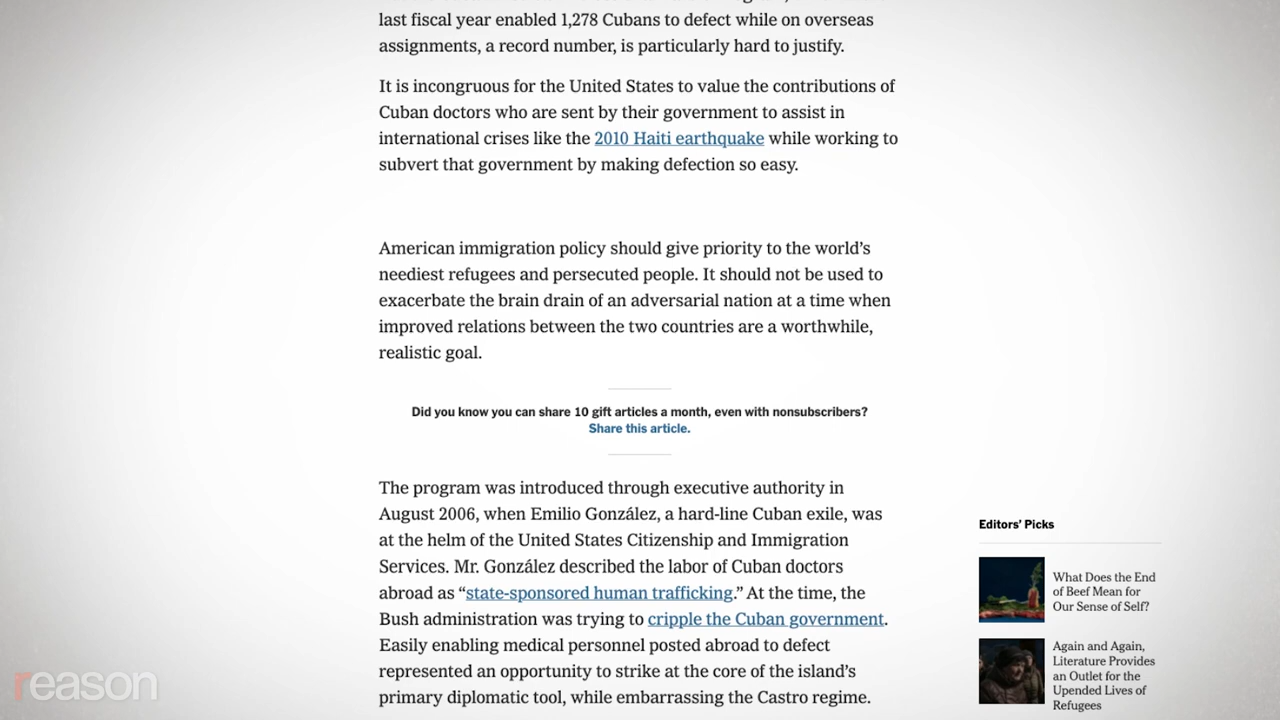 last fiscal year enabled 1,278 Cubans to defect while on overseas
assignments, a record number, is particularly hard to justify.
It is incongruous for the United States to value the contributions of
Cuban doctors who are sent by their government to assist in
international crises like the 2010 Haiti earthquake while working to
subvert that government by making defection so easy.
American immigration policy should give priority to the world’s
neediest refugees and persecuted people. It should not be used to
exacerbate the brain drain of an adversarial nation at a time when
improved relations between the two countries are a worthwhile,
realistic goal.
Did you know you can share 10 gift articles a month, even with nonsubscribers?
Share this article.
The program was introduced through executive authority in
August 2006, when Emilio González, a hard-line Cuban exile, was
at the helm of the United States Citizenship and Immigration
Services. Mr. González described the labor of Cuban doctors
abroad as “state-sponsored human trafficking.” At the time, the
Bush administration was trying to cripple the Cuban government.
Easily enabling medical personnel posted abroad to defect
represented an opportunity to strike at the core of the island’s
primary diplomatic tool, while embarrassing the Castro regime.
Editors’ Picks
What Does the End
of Beef Mean for
Our Sense of Self?
Again and Again,
Literature Provides
an Outlet for the
Upended Lives of
Refugees
reason